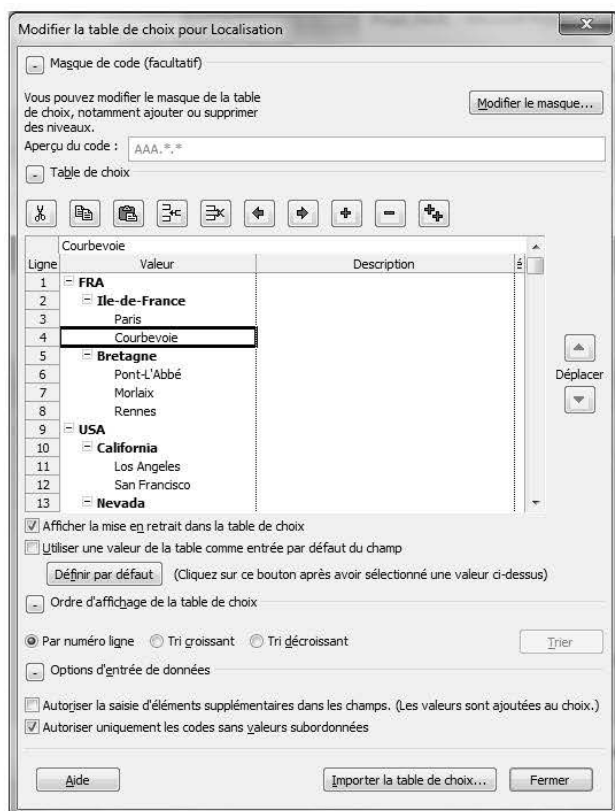 Modifier la table de choix pour Localisation
Masque de code (facultatif)
Vous pouvez modifier le masque de la table
de choix, notamment ajouter ou supprimer
des niveaux.
Modifier le masque...
Aperçu du code : AAA.*.*
Table de choix
Courbevoie
Ligne Valeur Description é
1 FRA
2 Ile-de-France
3 Paris
4 Courbevoie
5 Bretagne
6 Pont-L'Abbé
7 Morlaix
8 Rennes
9 USA
10 California
11 Los Angeles
12 San Francisco
13 Nevada
Déplacer
Afficher la mise en retrait dans la table de choix
Utiliser une valeur de la table comme entrée par défaut du champ
Définir par défaut (Cliquez sur ce bouton après avoir sélectionné une valeur ci-dessus)
Ordre d'affichage de la table de choix
Par numéro ligne Tri croissant Tri décroissant Trier
Options d'entrée de données
Autoriser la saisie d'éléments supplémentaires dans les champs. (Les valeurs sont ajoutées au choix.)
Autoriser uniquement les codes sans valeurs subordonnées
Aide Importer la table de choix... Fermer